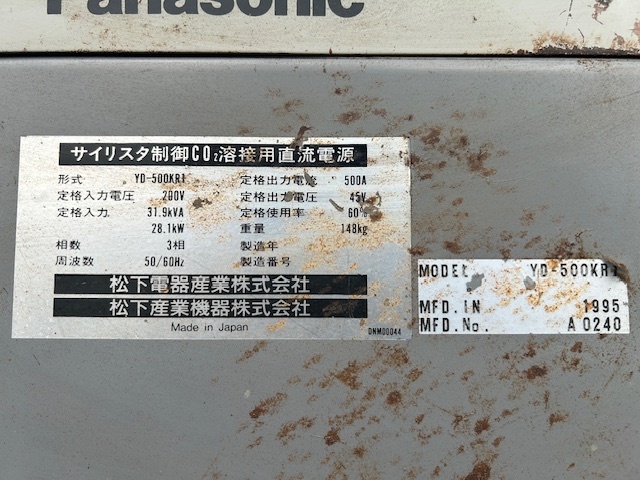 Panasonic
サイリスタ制御CO₂溶接用直流電源
形式 YD-500KR1 定格出力電流 500A
定格入力電圧 200V 定格出力電圧 45V
定格入力 31.9kVA 定格使用率 60%
28.1kW 重量 148kg
相数 3相 製造年
周波数 50/60Hz 製造番号
松下電器産業株式会社
松下産業機器株式会社
Made in Japan DNM00044
MODEL YD-500KR1
MFD.IN 1995
MFD.No. A0240